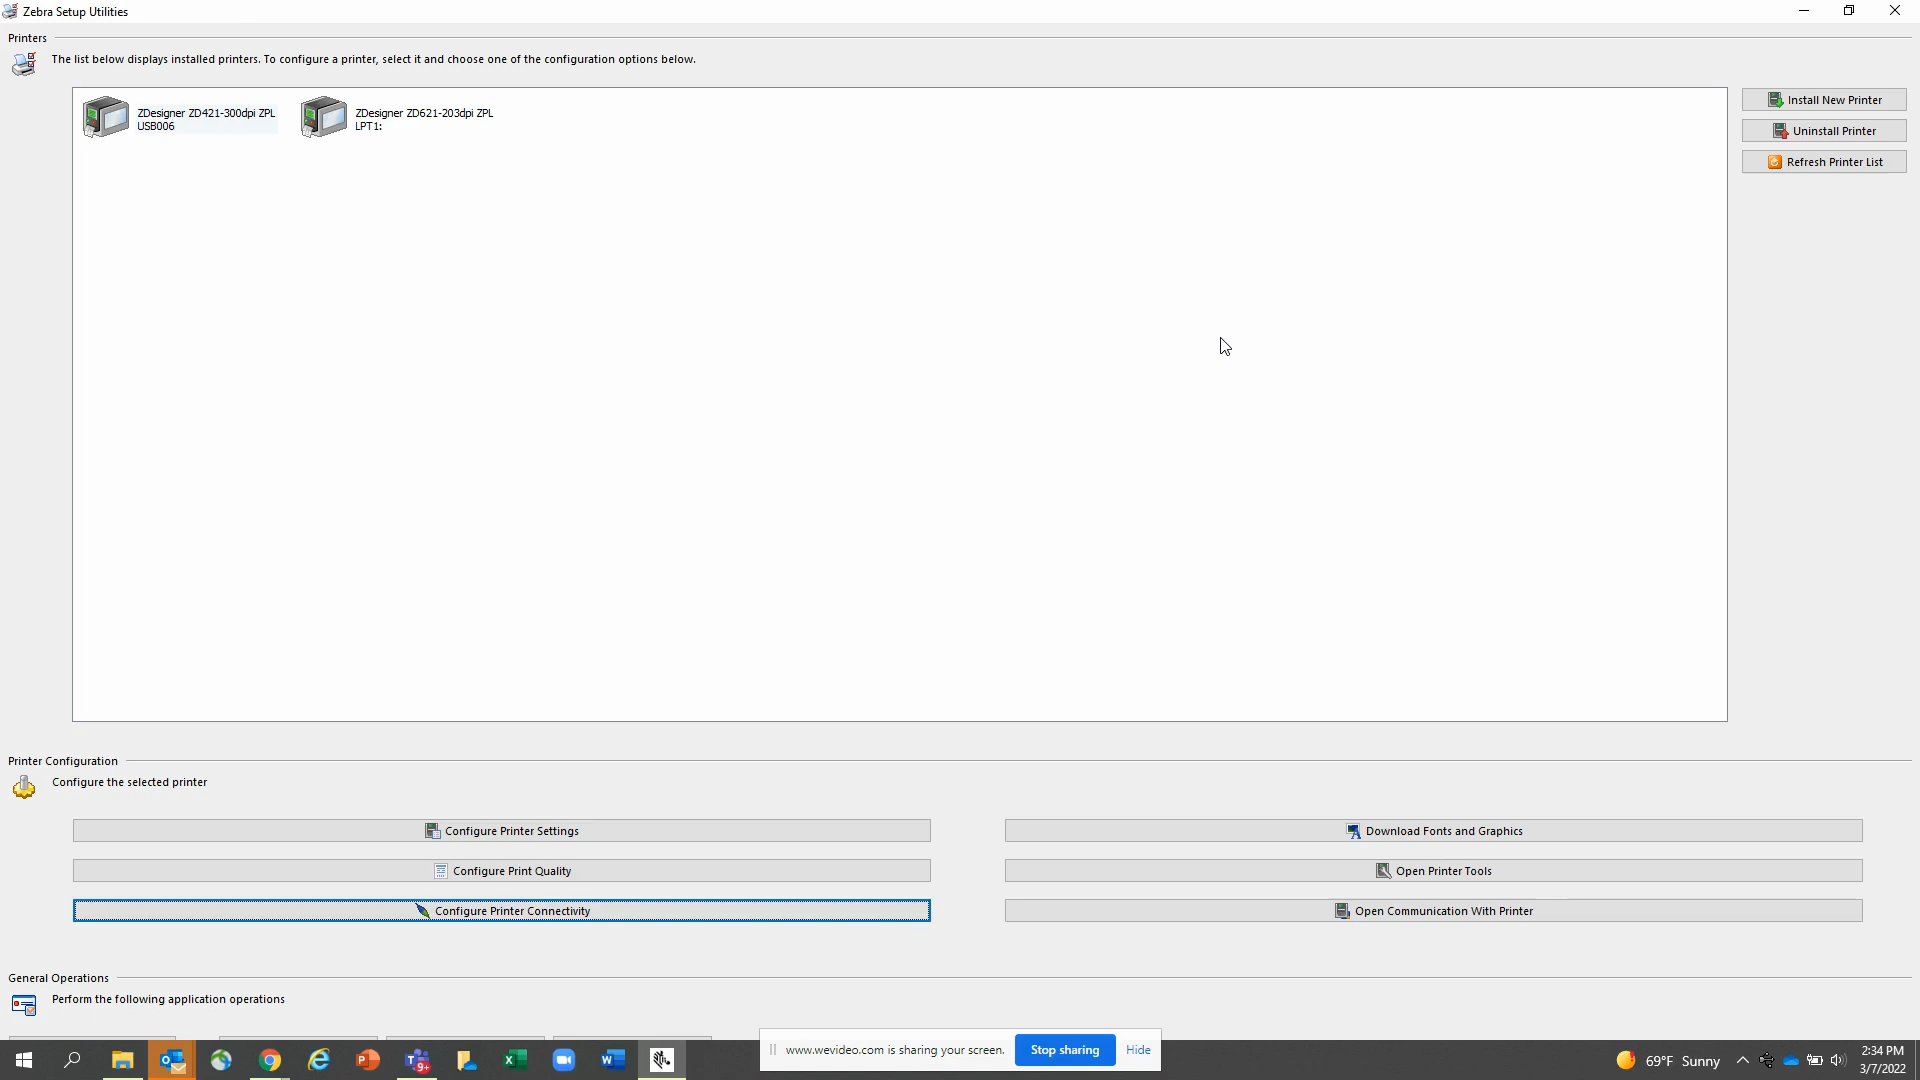 Zebra Setup Utilities
Printers
The list below displays installed printers. To configure a printer, select it and choose one of the configuration options below.
ZDesigner ZD421-300dpi ZPL
USB006
ZDesigner ZD621-203dpi ZPL
LPT1:
Install New Printer
Uninstall Printer
Refresh Printer List
Printer Configuration
Configure the selected printer
Configure Printer Settings
Download Fonts and Graphics
Configure Print Quality
Open Printer Tools
Configure Printer Connectivity
Open Communication With Printer
General Operations
Perform the following application operations
www.wevideo.com is sharing your screen.
Stop sharing
Hide
9+
69°F Sunny
2:34 PM
3/7/2022